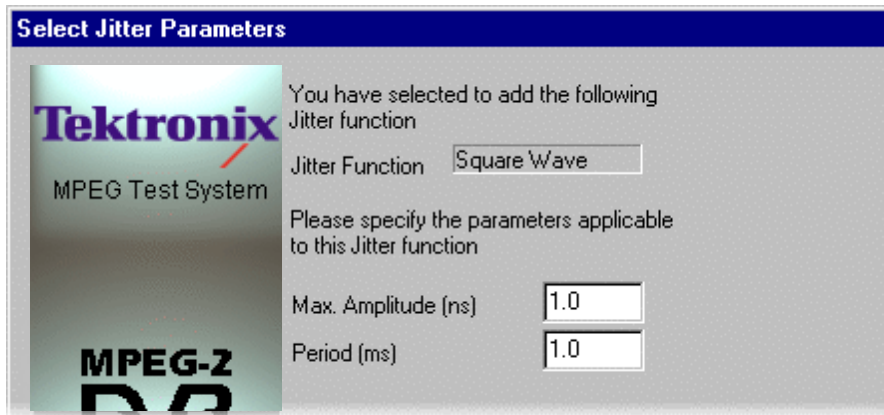 Select Jitter Parameters
Tektronix
MPEG Test System
MPEG-2
You have selected to add the following
Jitter function
Jitter Function Square Wave
Please specify the parameters applicable
to this Jitter function
Max. Amplitude (ns) 1.0
Period (ms) 1.0